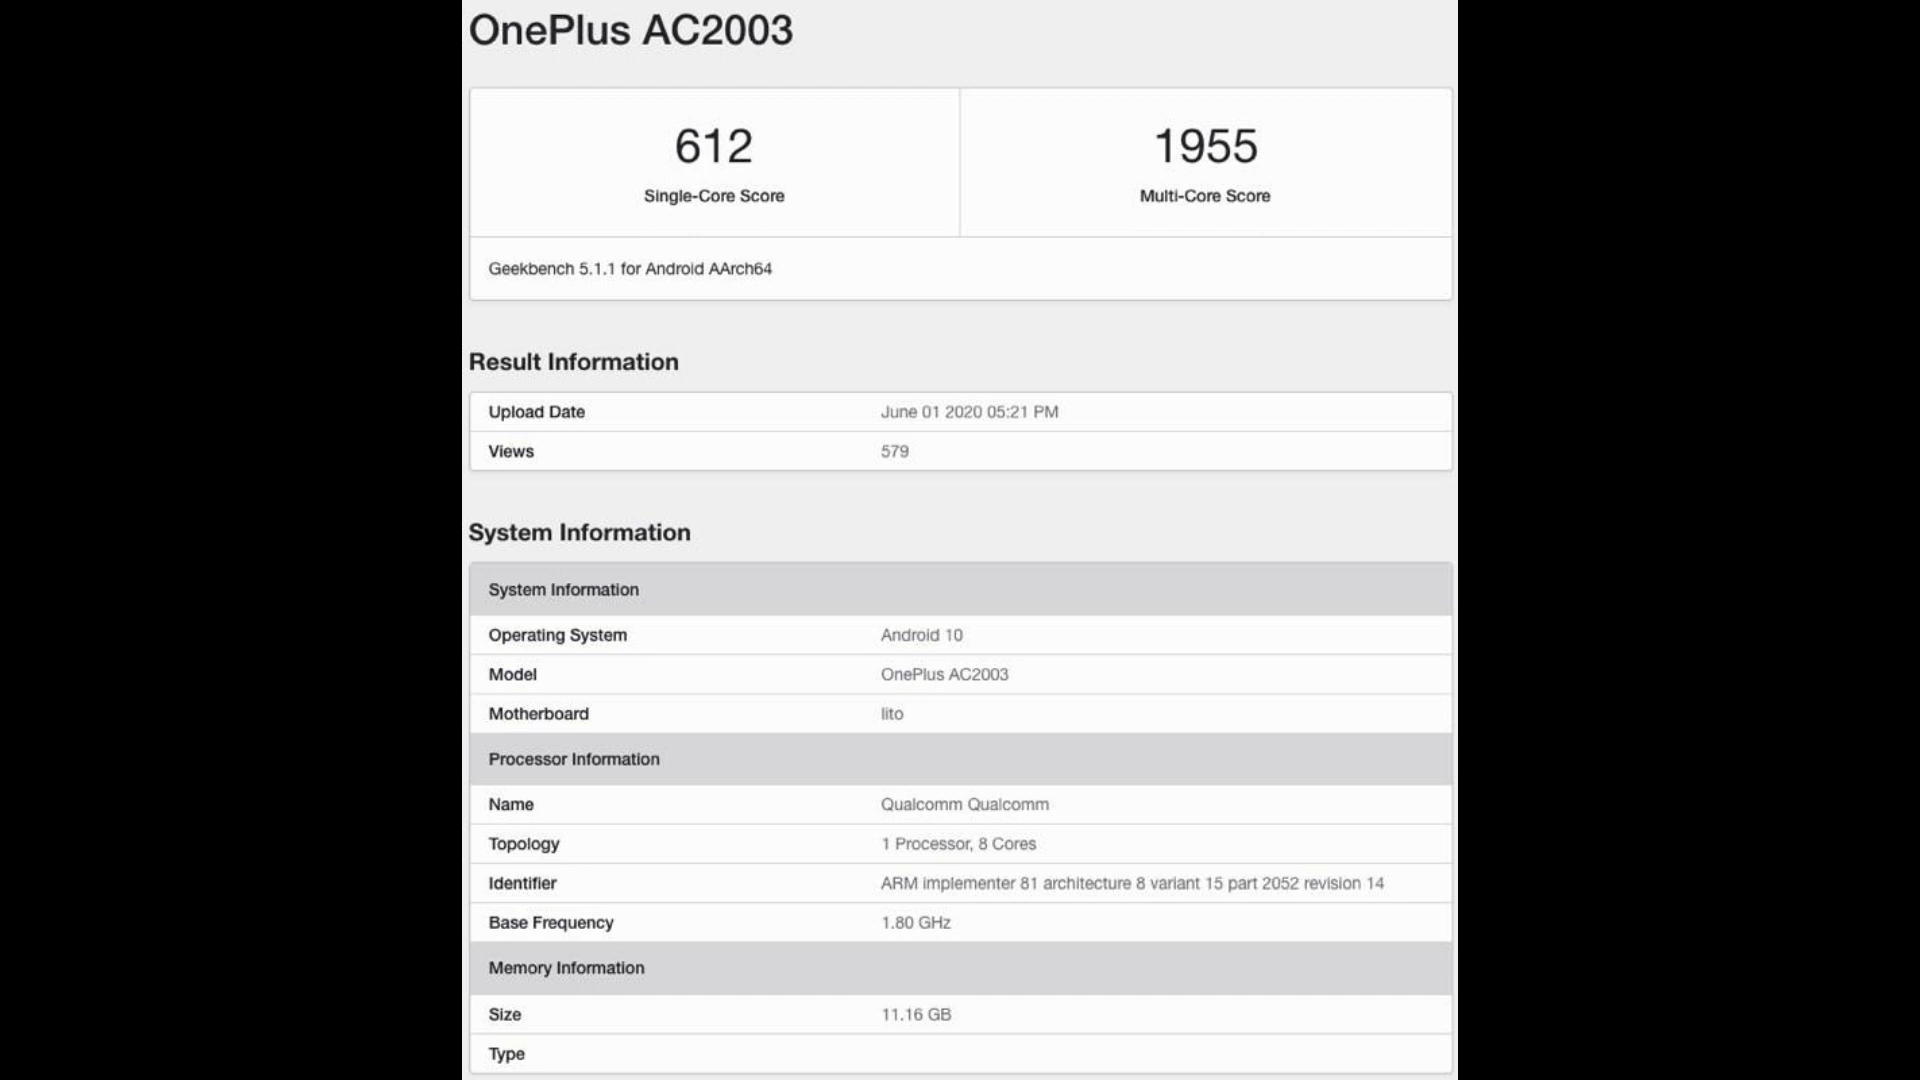 OnePlus AC2003
612
Single-Core Score
1955
Multi-Core Score
Geekbench 5.1.1 for Android AArch64
Result Information
Upload Date June 01 2020 05:21 PM
Views 579
System Information
System Information
Operating System Android 10
Model OnePlus AC2003
Motherboard lito
Processor Information
Name Qualcomm Qualcomm
Topology 1 Processor, 8 Cores
Identifier ARM implementer 81 architecture 8 variant 15 part 2052 revision 14
Base Frequency 1.80 GHz
Memory Information
Size 11.16 GB
Type